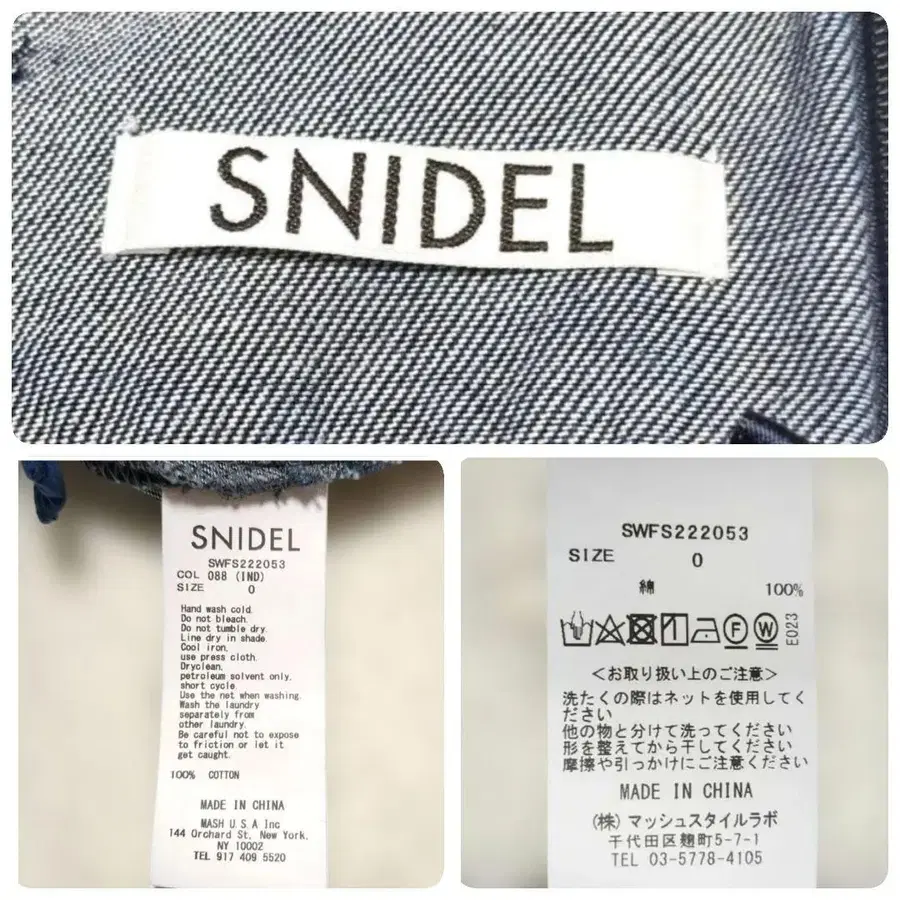 SNIDEL
SNIDEL
SWFS222053
COL 088 (IND)
SIZE 0
Hand wash cold.
Do not bleach.
Do not tumble dry.
Line dry in shade.
Cool iron,
use press cloth.
Dryclean,
petroleum solvent only,
short cycle
Use the net when washing.
Wash the laundry
separately from
other laundry.
Be careful not to expose
to friction or let it
get caught.
100% COTTON
MADE IN CHINA
MASH U.S.A Inc
144 Orchard St, New York,
NY 10002
TEL 917 409 5520
SWFS222053
SIZE 0
綿 100%
F W E023
<お取り扱い上のご注意>
洗たくの際はネットを使用してく
ださい
他の物と分けて洗ってください
形を整えてから干してください
摩擦や引っかけにご注意ください
MADE IN CHINA
(株) マッシュスタイルラボ
千代田区麹町5-7-1
TEL 03-5778-4105